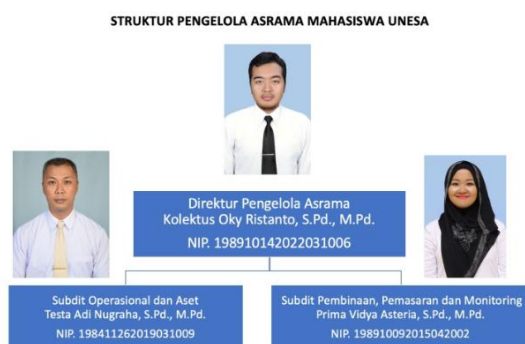 STRUKTUR PENGELOLA ASRAMA MAHASISWA UNESA
Direktur Pengelola Asrama
Kolektus Oky Ristanto, S.Pd., M.Pd.
NIP. 198910142022031006
Subdit Operasional dan Aset
Testa Adi Nugraha, S.Pd., M.Pd.
NIP. 198411262019031009
Subdit Pembinaan, Pemasaran dan Monitoring
Prima Vidya Asteria, S.Pd., M.Pd.
NIP. 198910092015042002